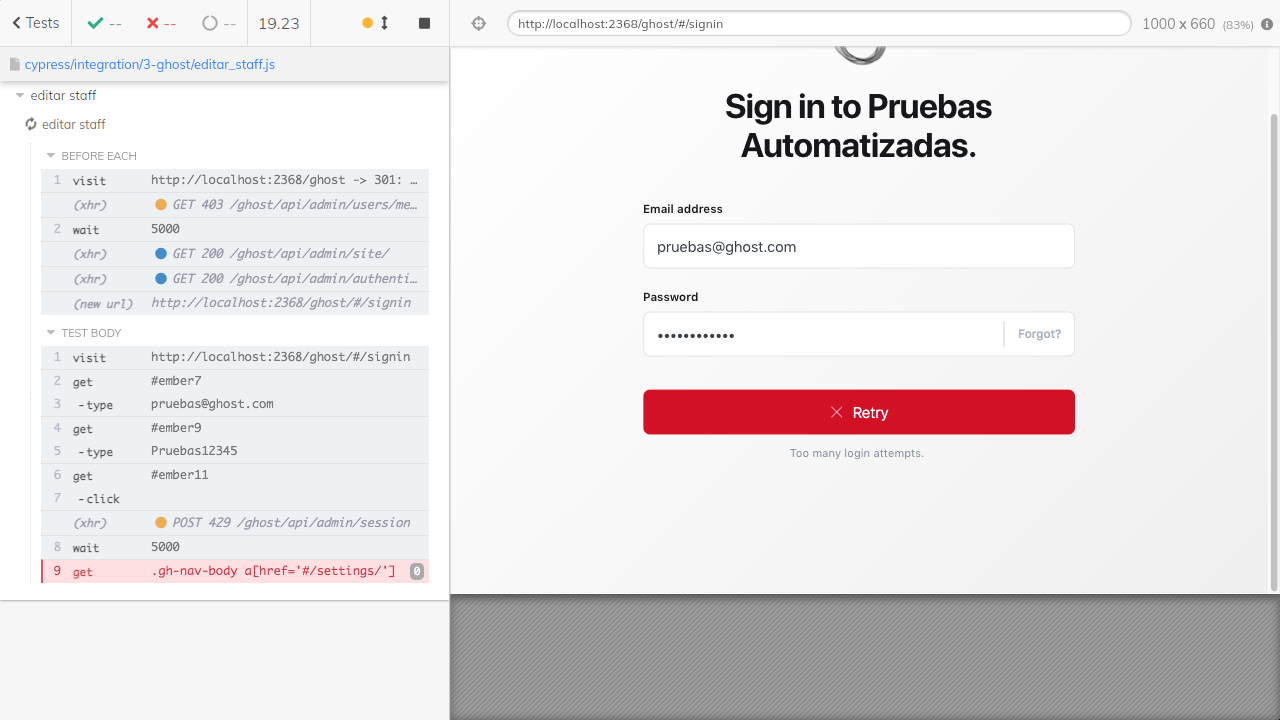 Tests
--
--
--
19.23
http://localhost:2368/ghost/#/signin
1000 x 660 (83%)
cypress/integration/3-ghost/editar_staff.js
editar staff
editar staff
BEFORE EACH
1 visit http://localhost:2368/ghost -> 301: …
(xhr) GET 403 /ghost/api/admin/users/me…
2 wait 5000
(xhr) GET 200 /ghost/api/admin/site/
(xhr) GET 200 /ghost/api/admin/authenti…
(new url) http://localhost:2368/ghost/#/signin
TEST BODY
1 visit http://localhost:2368/ghost/#/signin
2 get #ember7
3 -type pruebas@ghost.com
4 get #ember9
5 -type Pruebas12345
6 get #ember11
7 -click
(xhr) POST 429 /ghost/api/admin/session
8 wait 5000
9 get .gh-nav-body a[href='#/settings/'] 0
Sign in to Pruebas
Automatizadas.
Email address
pruebas@ghost.com
Password
••••••••••••
Forgot?
Retry
Too many login attempts.